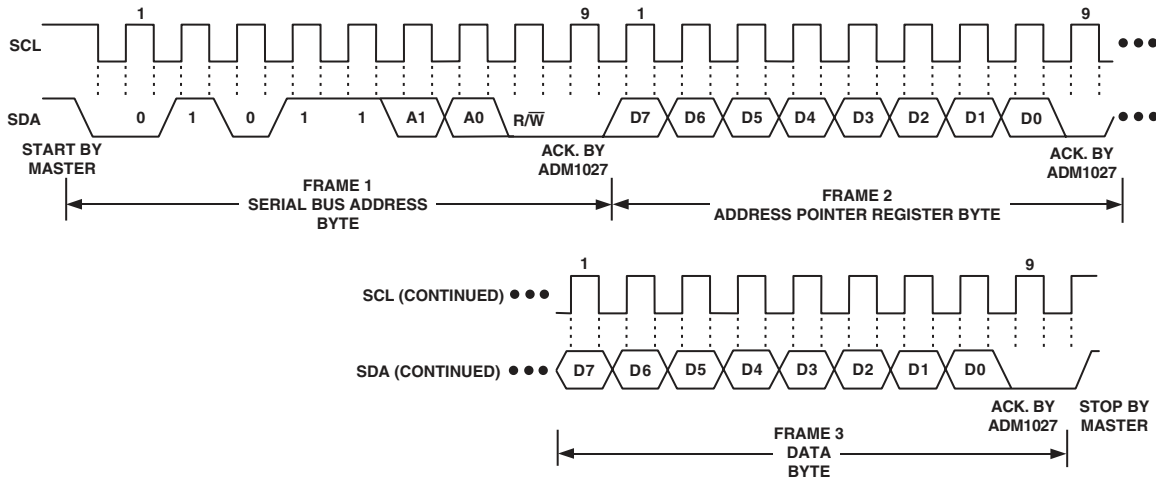 1 9 1 9
SCL
SDA 0 1 0 1 1 A1 A0 R/W̅ D7 D6 D5 D4 D3 D2 D1 D0
START BY
MASTER
ACK. BY
ADM1027
ACK. BY
ADM1027
FRAME 1
SERIAL BUS ADDRESS
BYTE
FRAME 2
ADDRESS POINTER REGISTER BYTE
1 9
SCL (CONTINUED)
SDA (CONTINUED) D7 D6 D5 D4 D3 D2 D1 D0
ACK. BY
ADM1027
STOP BY
MASTER
FRAME 3
DATA
BYTE